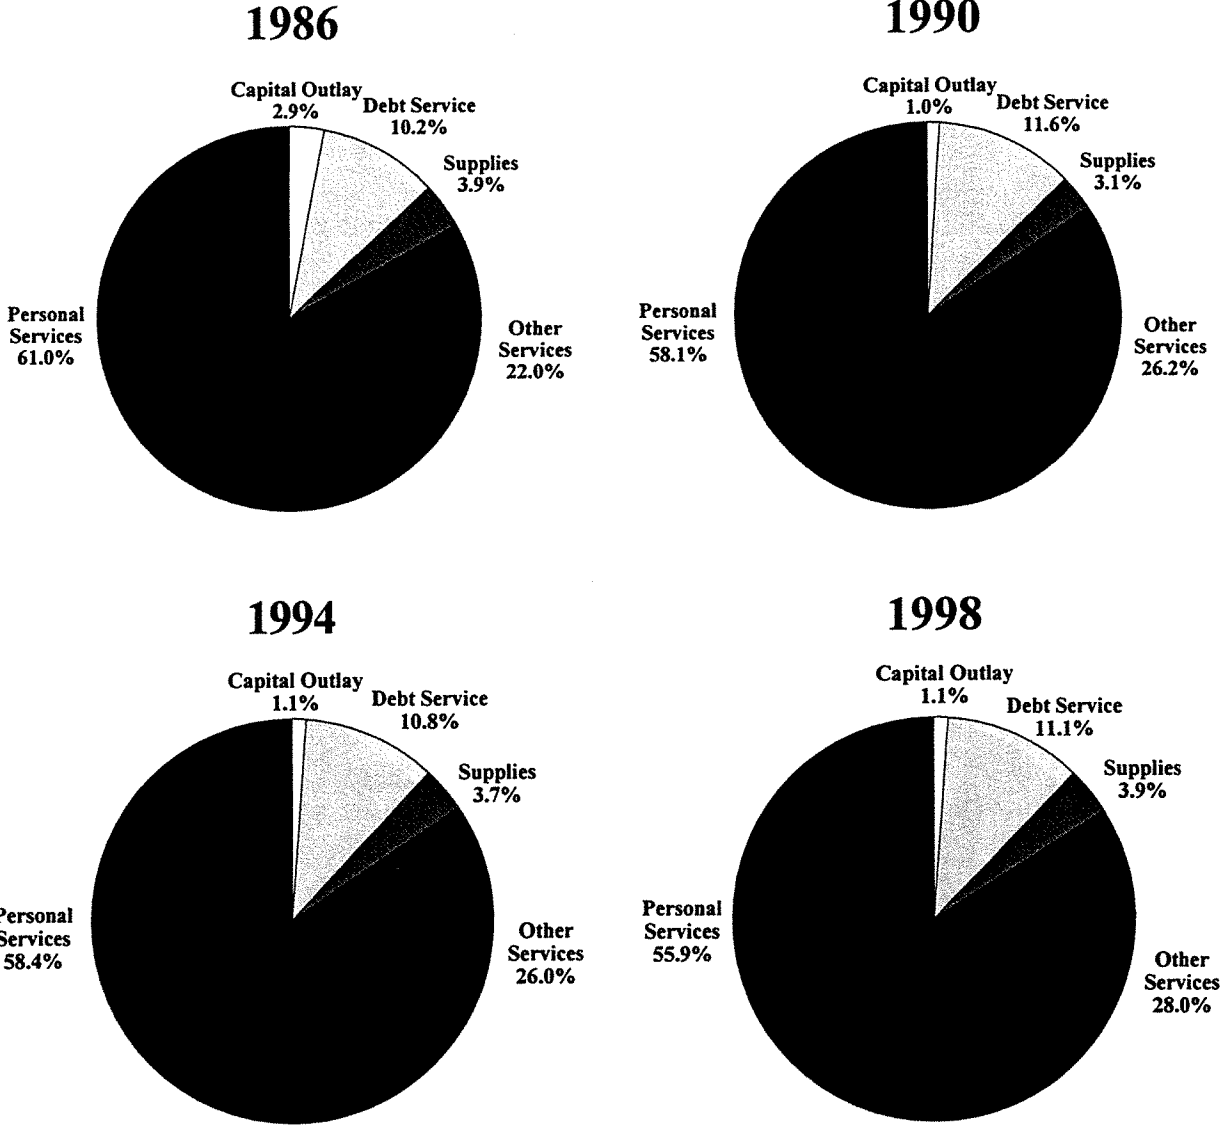 1986
Capital Outlay
2.9%
Debt Service
10.2%
Supplies
3.9%
Personal
Services
61.0%
Other
Services
22.0%
1990
Capital Outlay
1.0%
Debt Service
11.6%
Supplies
3.1%
Personal
Services
58.1%
Other
Services
26.2%
1994
Capital Outlay
1.1%
Debt Service
10.8%
Supplies
3.7%
Personal
Services
58.4%
Other
Services
26.0%
1998
Capital Outlay
1.1%
Debt Service
11.1%
Supplies
3.9%
Personal
Services
55.9%
Other
Services
28.0%